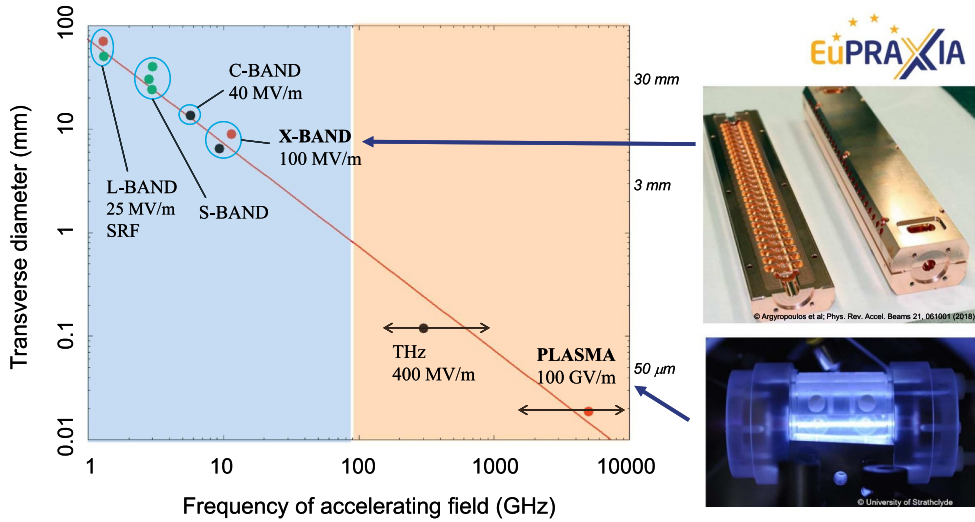 100
10
1
0.1
0.01
Transverse diameter (mm)
1
10
100
1000
10000
Frequency of accelerating field (GHz)
C-BAND
40 MV/m
X-BAND
100 MV/m
L-BAND
25 MV/m
SRF
S-BAND
THz
400 MV/m
PLASMA
100 GV/m
30 mm
3 mm
50 μm
EuPRAXIA
© Argyropoulos et al; Phys. Rev. Accel. Beams 21, 061001 (2018)
© University of Strathclyde